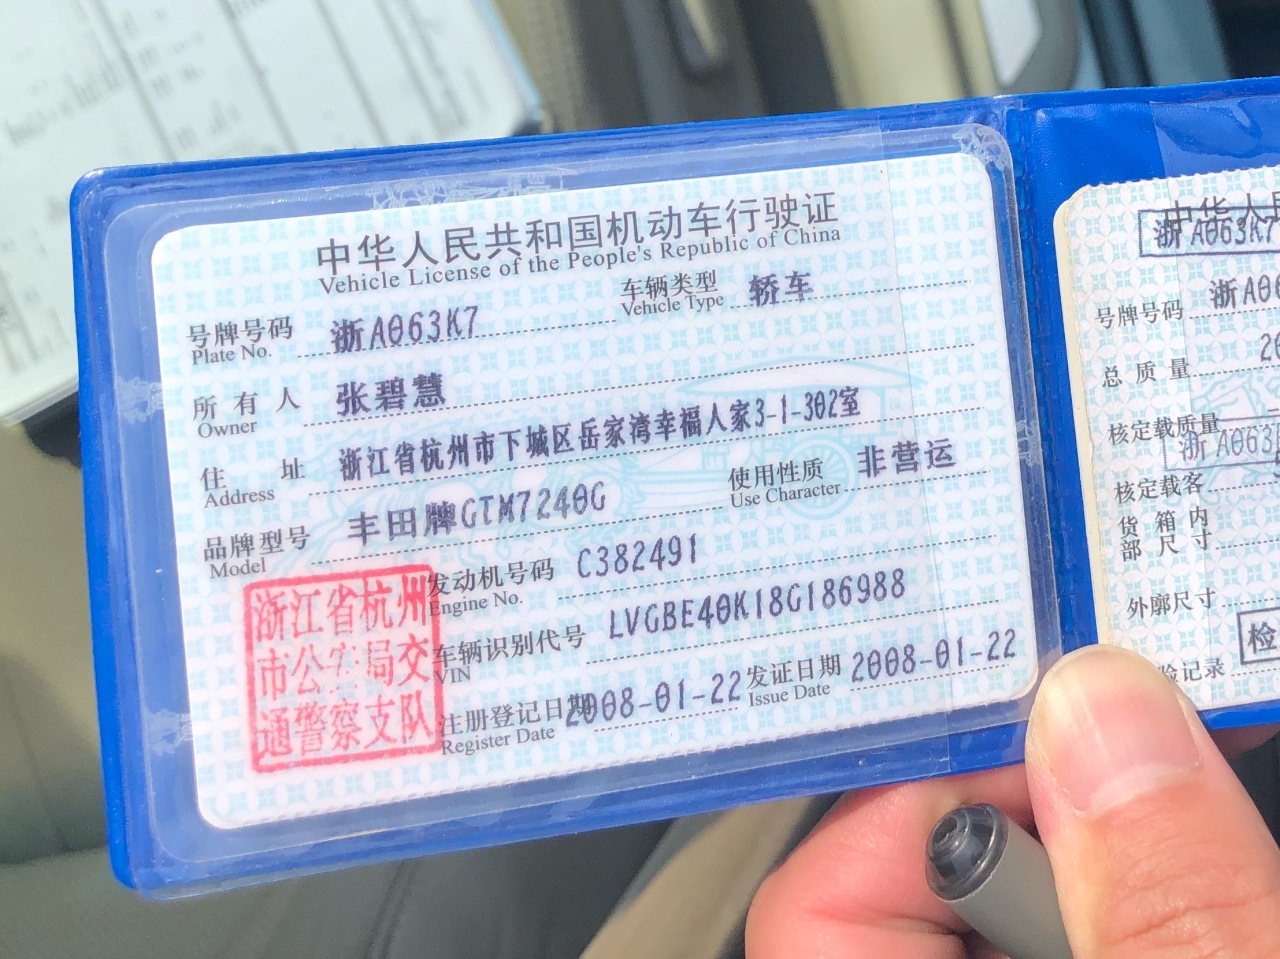 中华人民共和国机动车行驶证
Vehicle License of the People's Republic of China
号牌号码 浙A063K7 车辆类型 轿车
Plate No. Vehicle Type
所有人 张碧慧
Owner
住址 浙江省杭州市下城区岳家湾幸福人家3-1-302室
Address
品牌型号 丰田牌GTM7240G 使用性质 非营运
Model Use Character
发动机号码 C382491
Engine No.
车辆识别代号 LVGBE40K18G186988
VIN
注册登记日期 2008-01-22 发证日期 2008-01-22
Register Date Issue Date
浙江省杭州
市公安局交
通警察支队
中华人民
浙A063K7
号牌号码 浙A06
总质量 20
核定载质量
浙A063
核定载客
货箱内
部尺寸
外廓尺寸
检
验记录